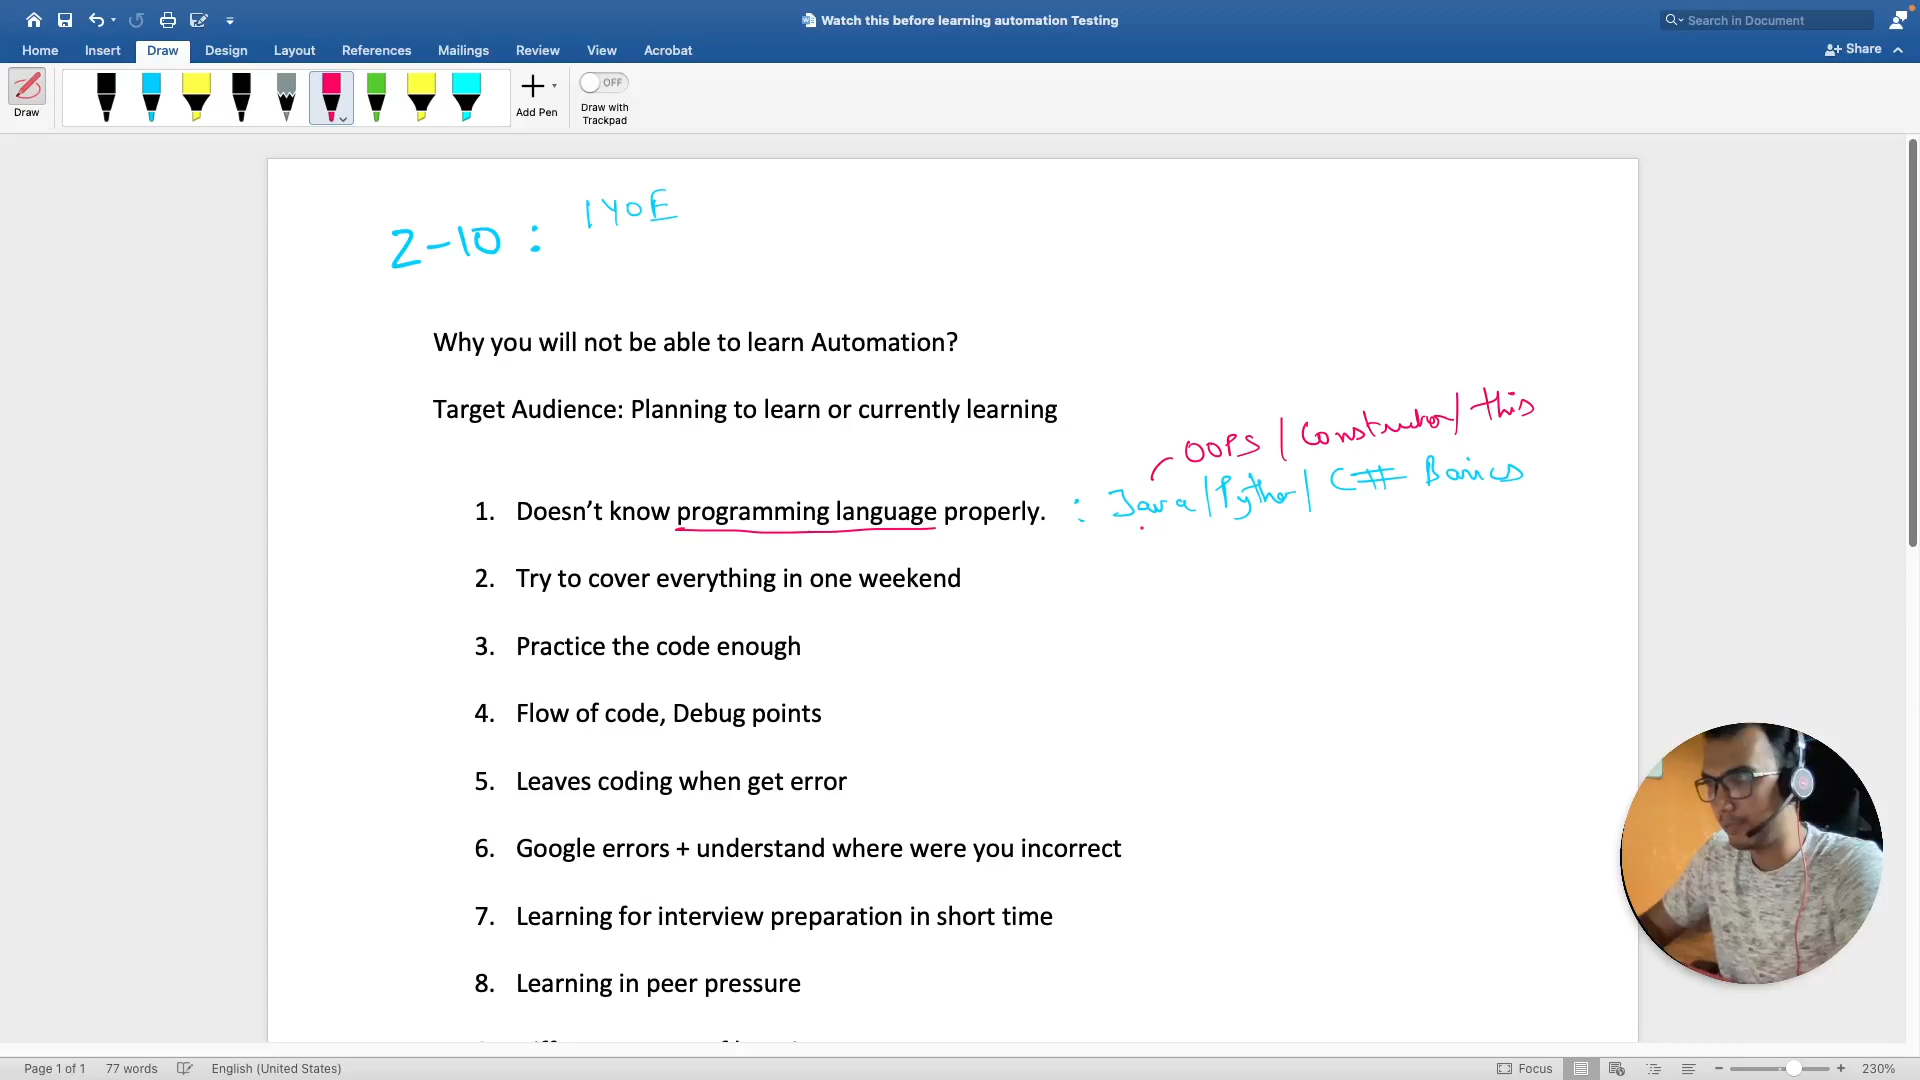 Watch this before learning automation Testing
Search in Document
Home Insert Draw Design Layout References Mailings Review View Acrobat
Share
OFF
Draw
Add Pen
Draw with
Trackpad
1 YOE
2-10 :
Why you will not be able to learn Automation?
Target Audience: Planning to learn or currently learning
OOPS / Constructor / this
1. Doesn’t know programming language properly. : Java / Python / C# Basics
2. Try to cover everything in one weekend
3. Practice the code enough
4. Flow of code, Debug points
5. Leaves coding when get error
6. Google errors + understand where were you incorrect
7. Learning for interview preparation in short time
8. Learning in peer pressure
Page 1 of 1 77 words English (United States) Focus 230%